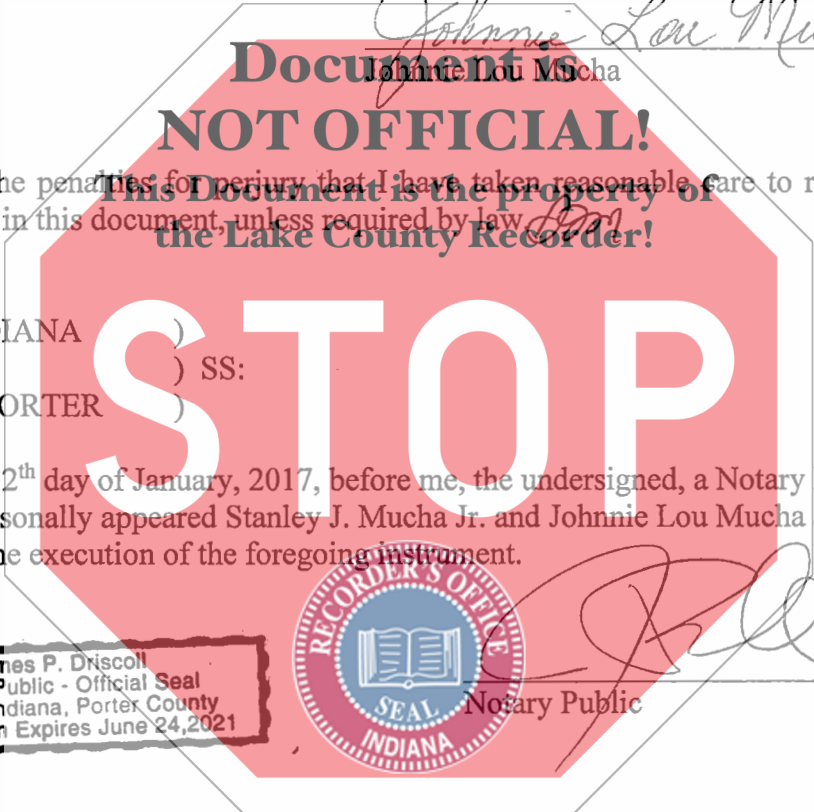 Johnnie Lou Mu
Document is
Johnnie Lou Mucha
NOT OFFICIAL!
he penalties for perjury, that I have taken reasonable care to r
This Document is the property of
in this document, unless required by law.
the Lake County Recorder!
IANA )
) SS:
ORTER )
STOP
2th day of January, 2017, before me, the undersigned, a Notary
sonally appeared Stanley J. Mucha Jr. and Johnnie Lou Mucha
e execution of the foregoing instrument.
RECORDER'S OFFICE
SEAL
INDIANA
nes P. Driscoll
Public - Official Seal
ndiana, Porter County
n Expires June 24,2021
Notary Public